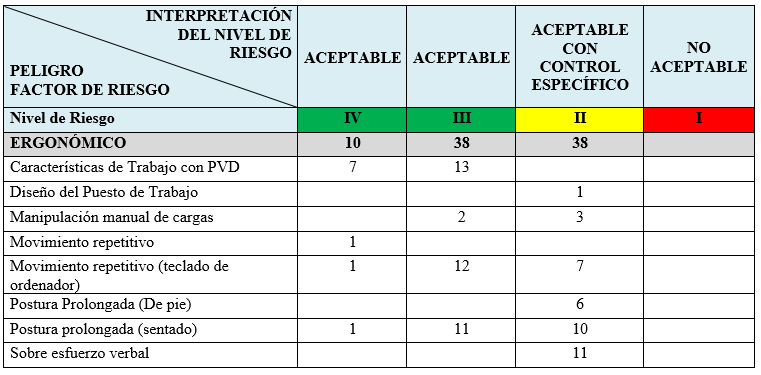 INTERPRETACIÓN
DEL NIVEL DE
RIESGO
PELIGRO
FACTOR DE RIESGO
ACEPTABLE
ACEPTABLE
ACEPTABLE
CON
CONTROL
ESPECÍFICO
NO
ACEPTABLE
Nivel de Riesgo IV III II I
ERGONÓMICO 10 38 38
Características de Trabajo con PVD 7 13
Diseño del Puesto de Trabajo 1
Manipulación manual de cargas 2 3
Movimiento repetitivo 1
Movimiento repetitivo (teclado de 1 12 7
ordenador)
Postura Prolongada (De pie) 6
Postura prolongada (sentado) 1 11 10
Sobre esfuerzo verbal 11